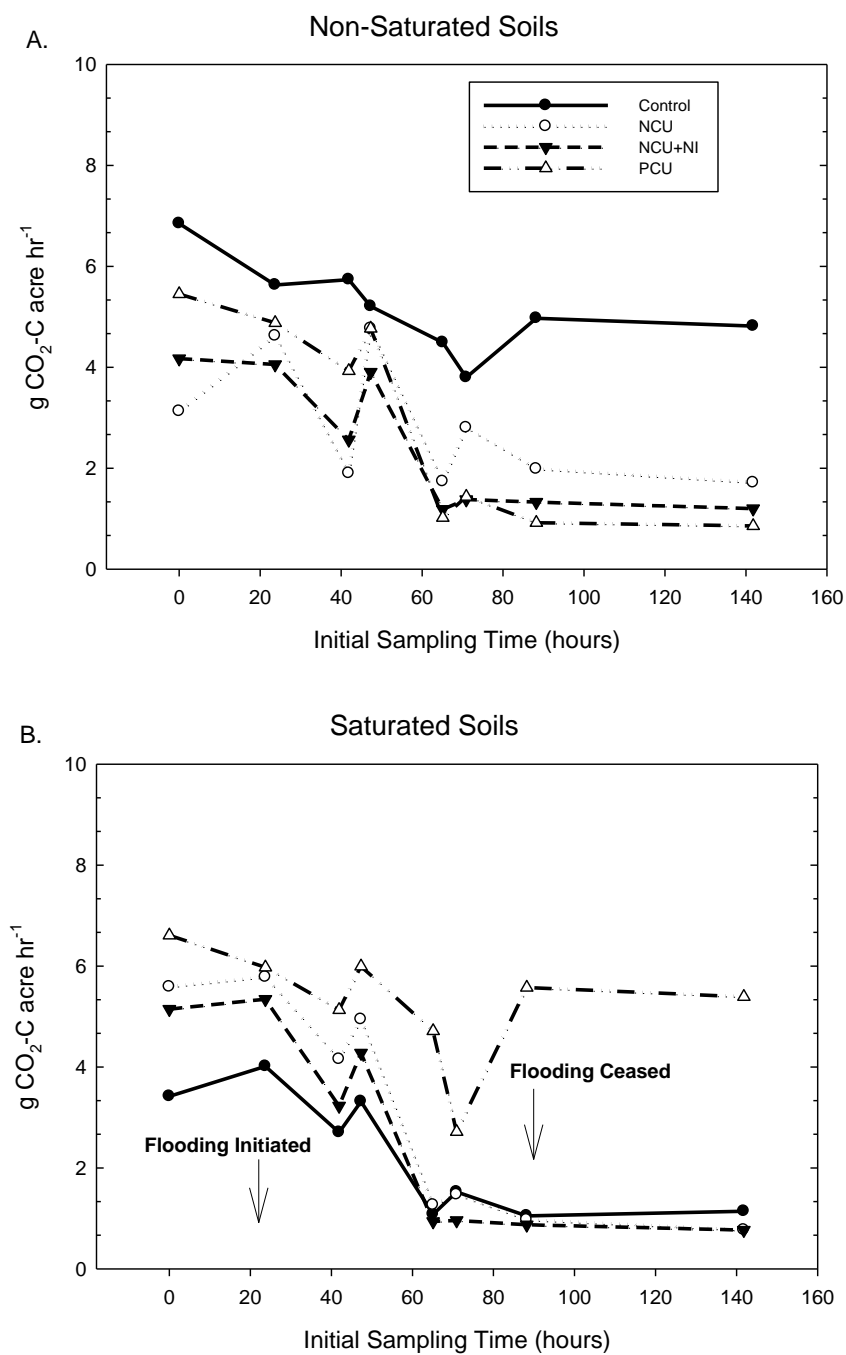 A.
Non-Saturated Soils
10
8
6
4
2
0
g CO₂-C acre hr⁻¹
Control
NCU
NCU+NI
PCU
0 20 40 60 80 100 120 140 160
Initial Sampling Time (hours)
B.
Saturated Soils
10
8
6
4
2
0
g CO₂-C acre hr⁻¹
Flooding Ceased
Flooding Initiated
0 20 40 60 80 100 120 140 160
Initial Sampling Time (hours)